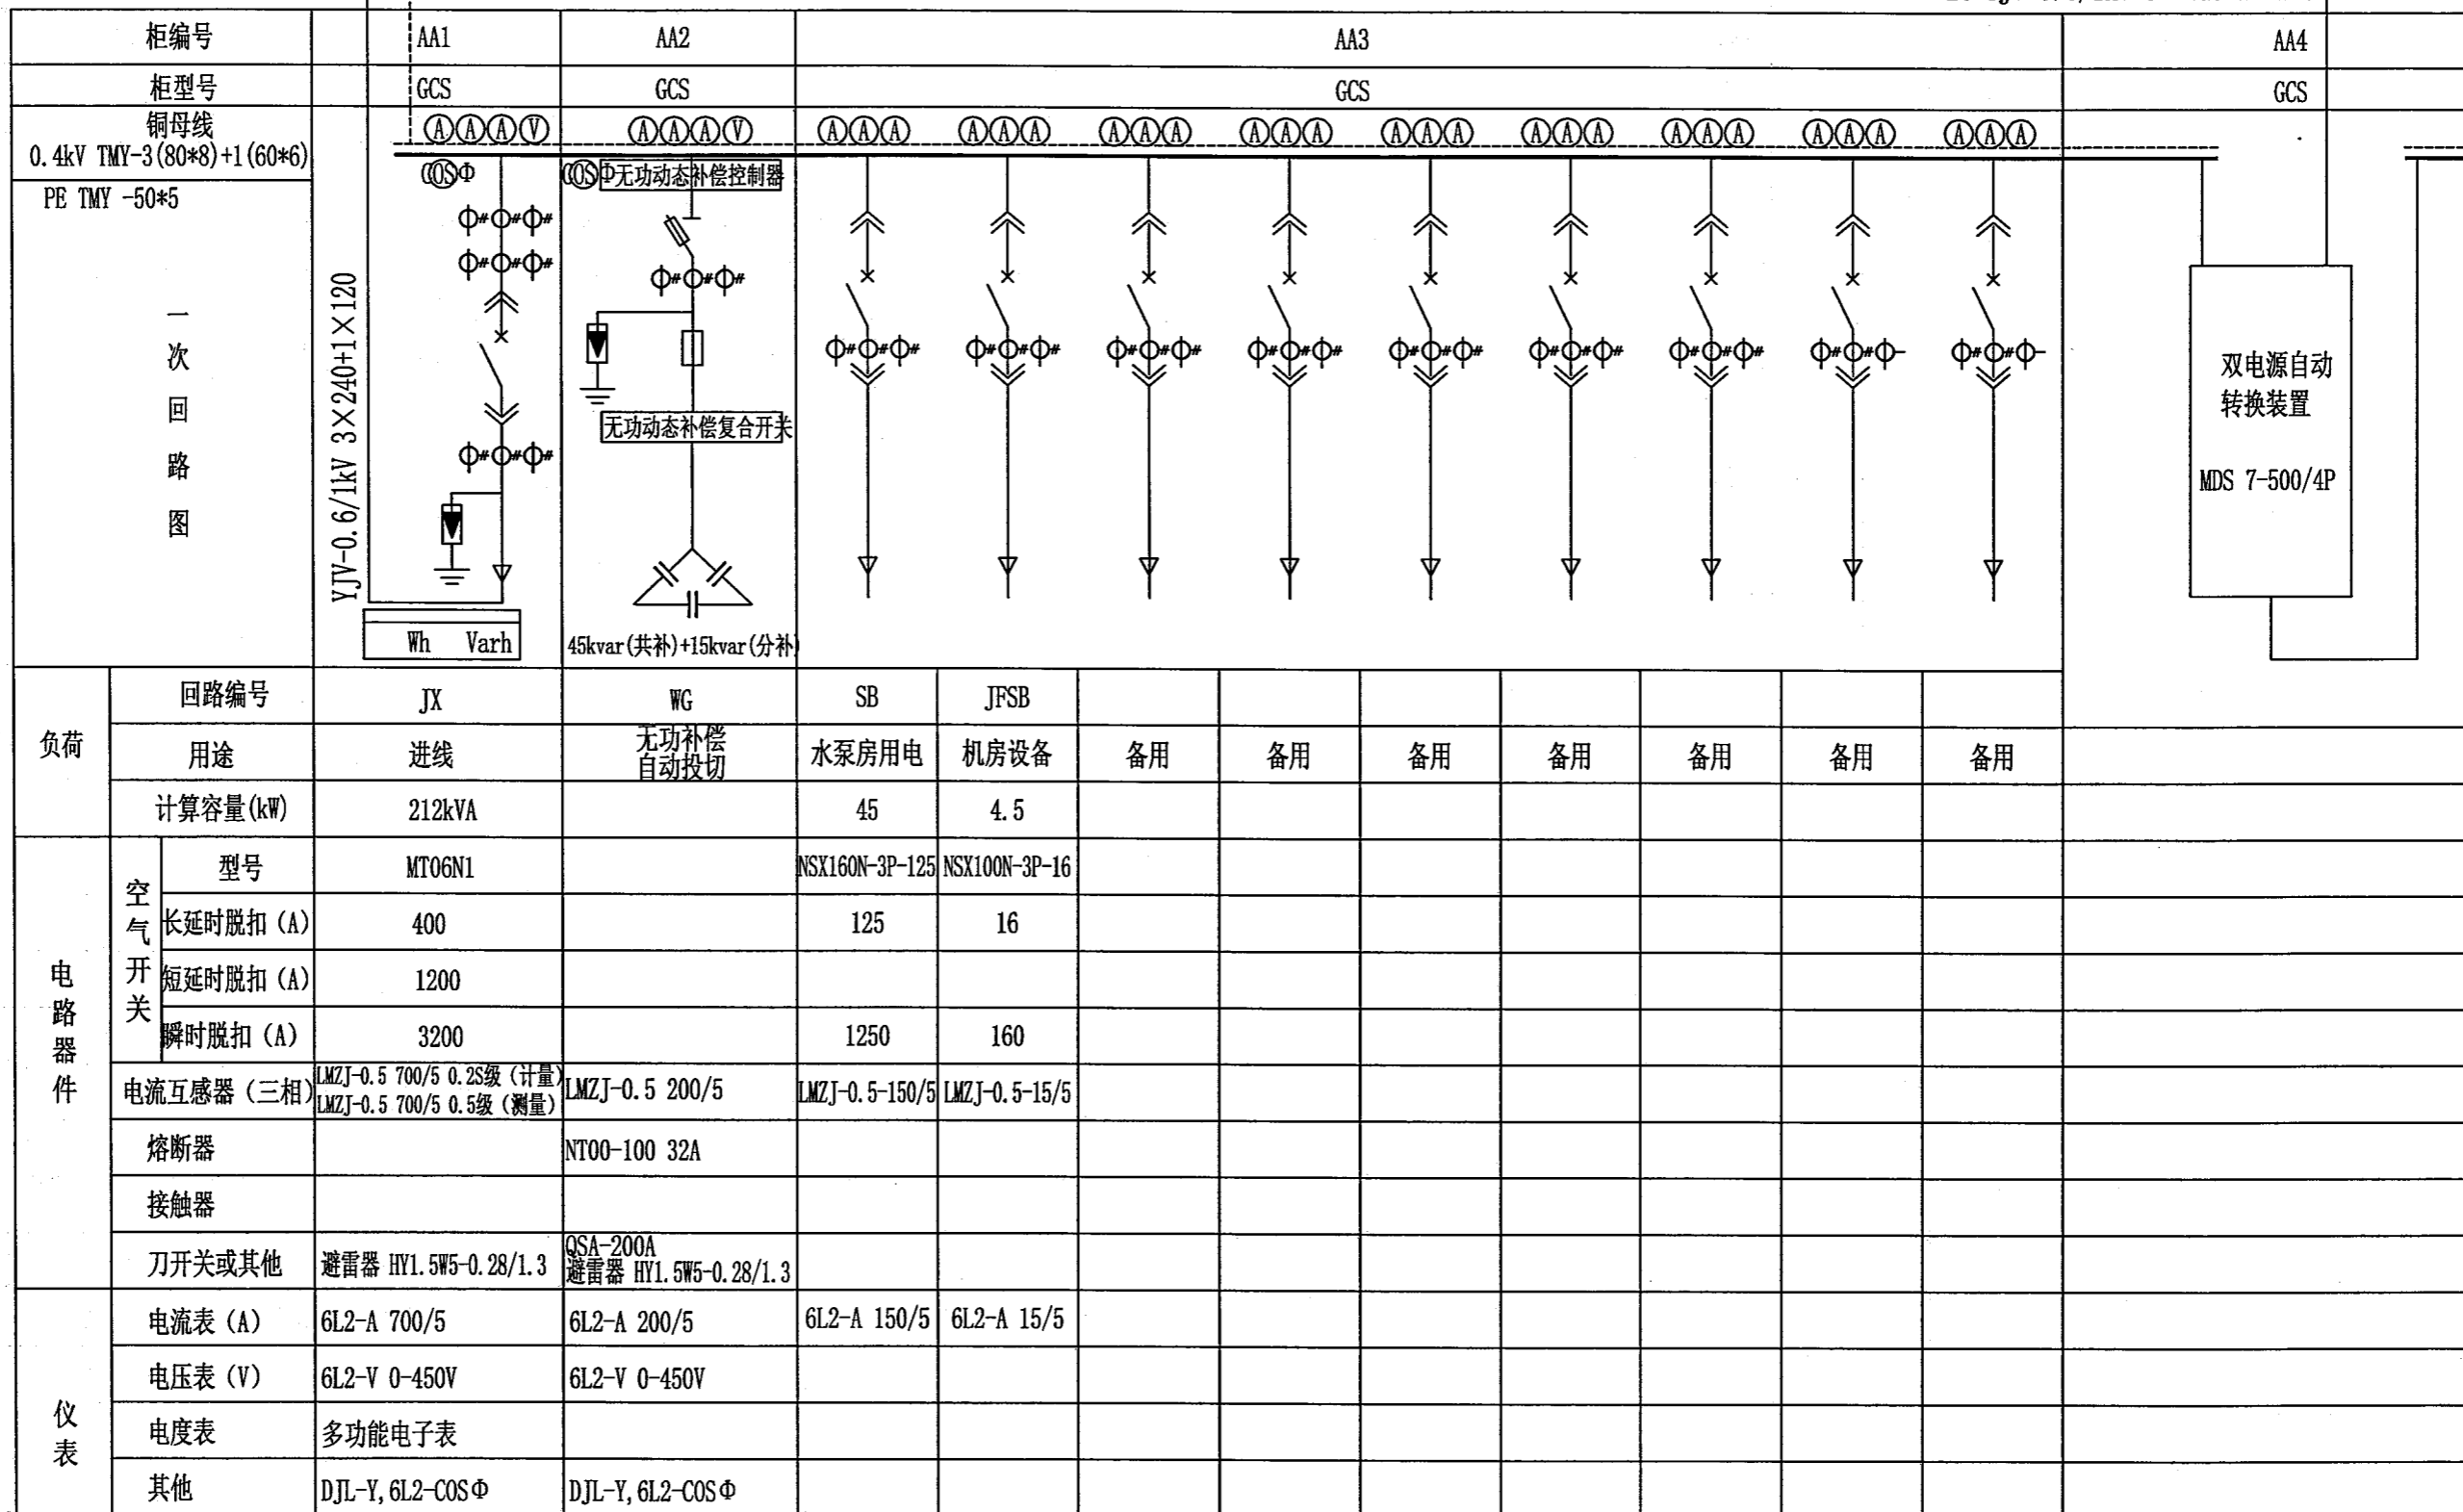 柜编号 AA1 AA2 AA3 AA4
柜型号 GCS GCS GCS GCS
铜母线
0.4kV TMY-3(80*8)+1(60*6)
PE TMY -50*5
Ⓐ Ⓐ Ⓐ Ⓥ Ⓐ Ⓐ Ⓐ Ⓥ Ⓐ Ⓐ Ⓐ Ⓐ Ⓐ Ⓐ Ⓐ Ⓐ Ⓐ Ⓐ Ⓐ Ⓐ Ⓐ Ⓐ Ⓐ Ⓐ Ⓐ Ⓐ Ⓐ Ⓐ Ⓐ Ⓐ Ⓐ Ⓐ Ⓐ Ⓐ Ⓐ
COSΦ COSΦ 无功动态补偿控制器
一次回路图
YJV-0.6/1kV 3×240+1×120
无功动态补偿复合开关
双电源自动
转换装置
MDS 7-500/4P
Wh Varh
45kvar(共补)+15kvar(分补)
负荷
回路编号 JX WG SB JFSB
用途 进线 无功补偿 自动投切 水泵房用电 机房设备 备用 备用 备用 备用 备用 备用 备用
计算容量(kW) 212kVA 45 4.5
电路器件
空气开关
型号 MT06N1 NSX160N-3P-125 NSX100N-3P-16
长延时脱扣(A) 400 125 16
短延时脱扣(A) 1200
瞬时脱扣(A) 3200 1250 160
电流互感器(三相) LMZJ-0.5 700/5 0.2S级(计量) LMZJ-0.5 700/5 0.5级(测量) LMZJ-0.5 200/5 LMZJ-0.5-150/5 LMZJ-0.5-15/5
熔断器 NT00-100 32A
接触器
刀开关或其他 避雷器 HY1.5W5-0.28/1.3 QSA-200A 避雷器 HY1.5W5-0.28/1.3
仪表
电流表(A) 6L2-A 700/5 6L2-A 200/5 6L2-A 150/5 6L2-A 15/5
电压表(V) 6L2-V 0-450V 6L2-V 0-450V
电度表 多功能电子表
其他 DJL-Y,6L2-COSΦ DJL-Y,6L2-COSΦ